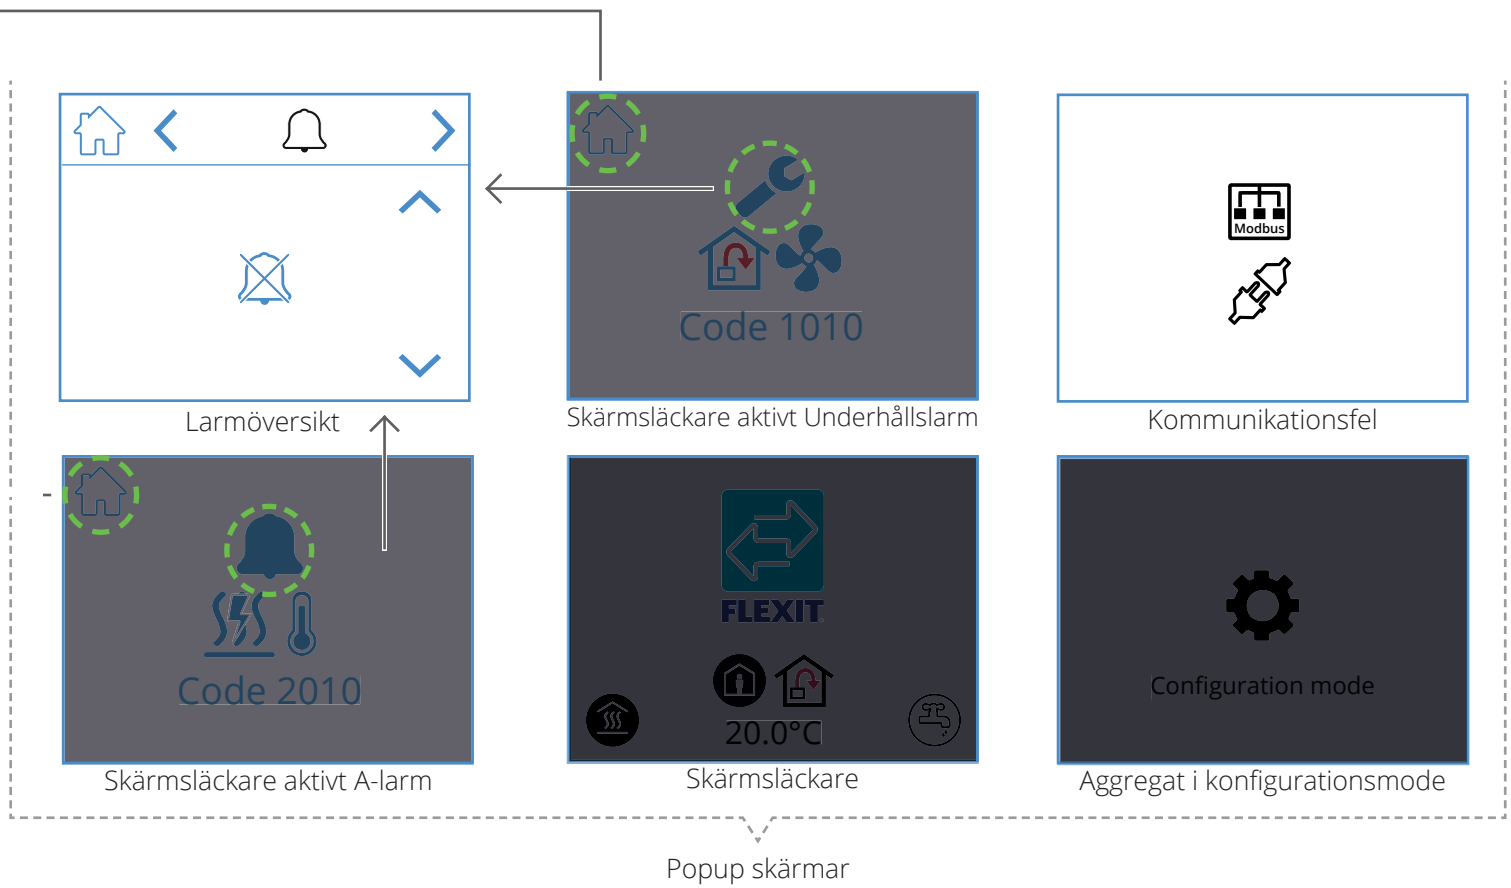 Code 1010
Modbus
Larmöversikt
Skärmsläckare aktivt Underhållslarm
Kommunikationsfel
Code 2010
FLEXIT
20.0°C
Configuration mode
Skärmsläckare aktivt A-larm
Skärmsläckare
Aggregat i konfigurationsmode
Popup skärmar